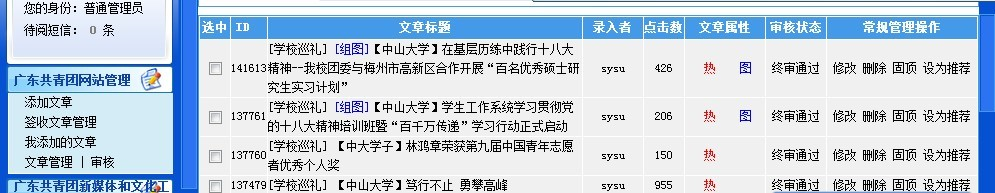 您的身份：普通管理员
待阅短信： 0 条
广东共青团网站管理
添加文章
签收文章管理
我添加的文章
文章管理 | 审核
广东共青团新媒体和文化工
选中 ID 文章标题 录入者 点击数 文章属性 审核状态 常规管理操作
[学校巡礼] [组图]【中山大学】在基层历练中践行十八大
141613 精神--我校团委与梅州市高新区合作开展“百名优秀硕士研 sysu 426 热 图 终审通过 修改 删除 固顶 设为推荐
究生实习计划”
[学校巡礼] [组图]【中山大学】学生工作系统学习贯彻党
137761 的十八大精神培训班暨“百千万传递”学习行动正式启动 sysu 206 热 图 终审通过 修改 删除 固顶 设为推荐
[学校巡礼] 【中大学子】林鸿章荣获第九届中国青年志愿
137760 者优秀个人奖 sysu 150 热 终审通过 修改 删除 固顶 设为推荐
137479 [学校巡礼] 【中山大学】笃行不止 勇攀高峰 sysu 955 热 终审通过 修改 删除 固顶 设为推荐